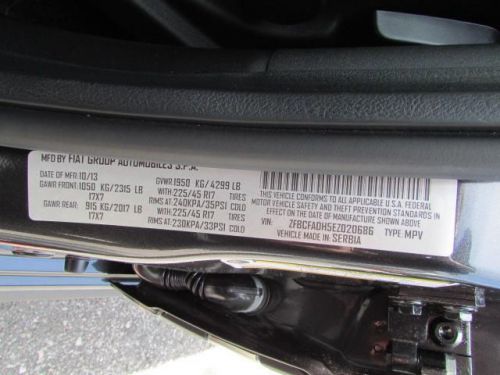 MFD BY FIAT GROUP AUTOMOBILES S.P.A.
DATE OF MFR: 10/13 GVWR: 1950 KG/4299 LB
GAWR FRONT: 1050 KG/2315 LB WITH: 225/45 R17 TIRES
17X7 RIMS AT: 240KPA/35PSI COLD
GAWR REAR: 915 KG/2017 LB WITH: 225/45 R17 TIRES
17X7 RIMS AT: 230KPA/33PSI COLD
THIS VEHICLE CONFORMS TO ALL APPLICABLE FEDERAL
MOTOR VEHICLE SAFETY, BUMPER AND THEFT PREVENTION STANDARDS IN
EFFECT ON THE DATE OF MANUFACTURE SHOWN ABOVE
VIN: ZFBCFADH5EZ020686 TYPE: MPV
VEHICLE MADE IN: SERBIA